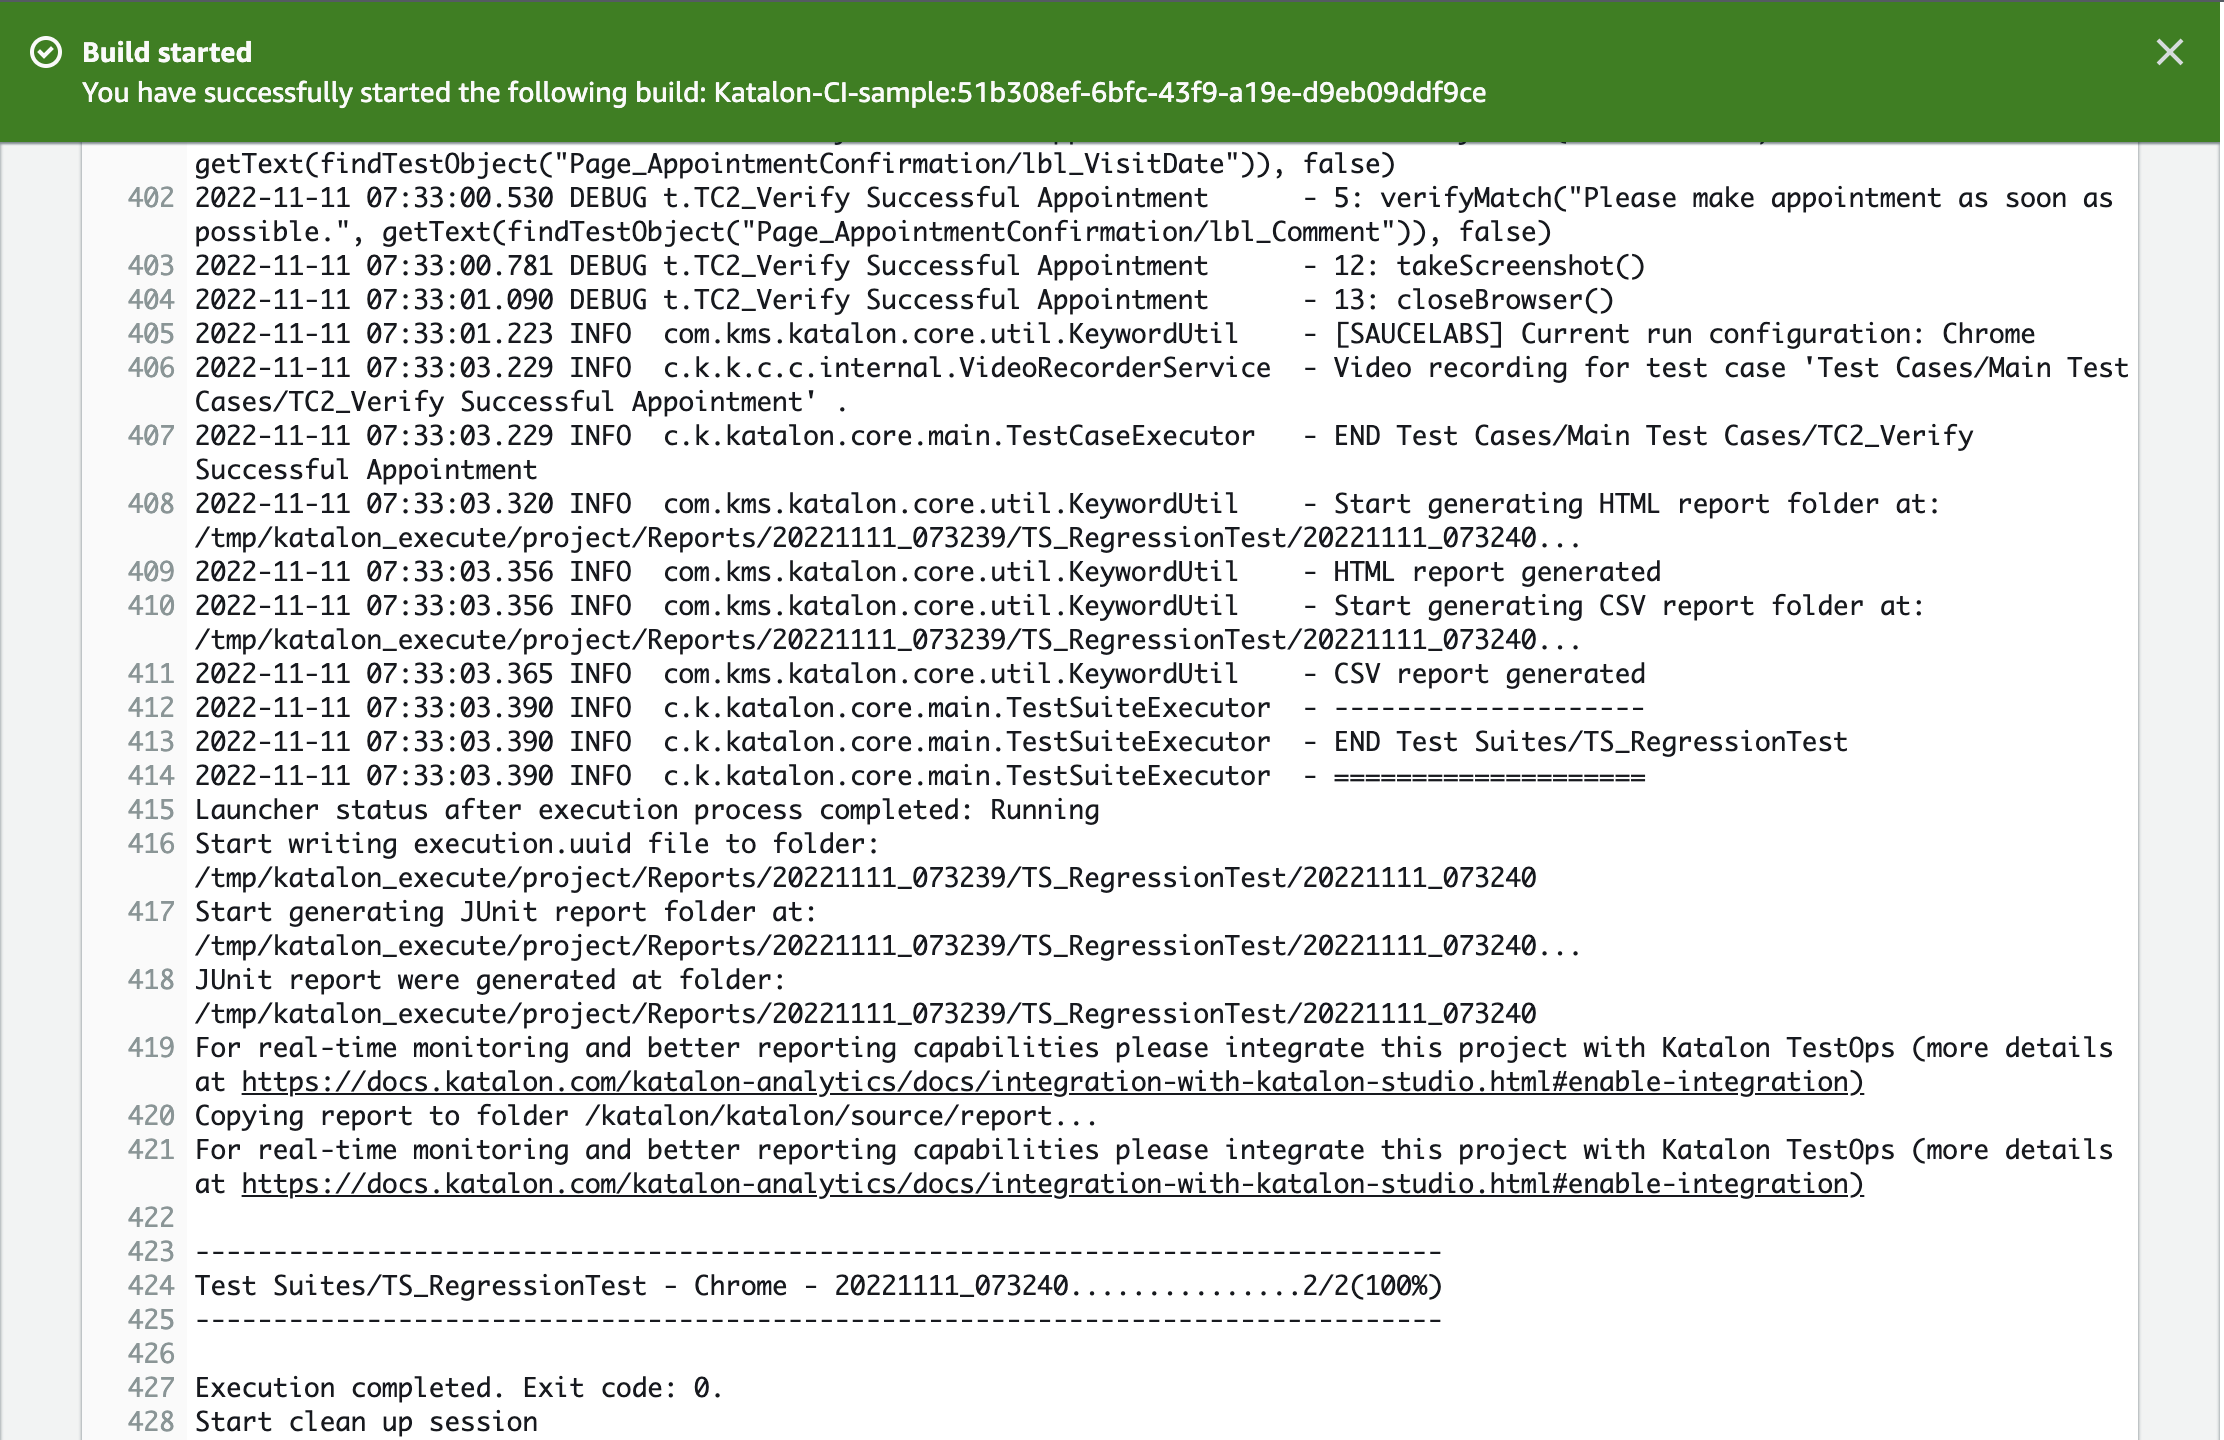 Build started
You have successfully started the following build: Katalon-CI-sample:51b308ef-6bfc-43f9-a19e-d9eb09ddf9ce
getText(findTestObject("Page_AppointmentConfirmation/lbl_VisitDate")), false)
402 2022-11-11 07:33:00.530 DEBUG t.TC2_Verify Successful Appointment      - 5: verifyMatch("Please make appointment as soon as
possible.", getText(findTestObject("Page_AppointmentConfirmation/lbl_Comment")), false)
403 2022-11-11 07:33:00.781 DEBUG t.TC2_Verify Successful Appointment      - 12: takeScreenshot()
404 2022-11-11 07:33:01.090 DEBUG t.TC2_Verify Successful Appointment      - 13: closeBrowser()
405 2022-11-11 07:33:01.223 INFO  com.kms.katalon.core.util.KeywordUtil    - [SAUCELABS] Current run configuration: Chrome
406 2022-11-11 07:33:03.229 INFO  c.k.k.c.c.internal.VideoRecorderService  - Video recording for test case 'Test Cases/Main Test
Cases/TC2_Verify Successful Appointment' .
407 2022-11-11 07:33:03.229 INFO  c.k.katalon.core.main.TestCaseExecutor   - END Test Cases/Main Test Cases/TC2_Verify
Successful Appointment
408 2022-11-11 07:33:03.320 INFO  com.kms.katalon.core.util.KeywordUtil    - Start generating HTML report folder at:
/tmp/katalon_execute/project/Reports/20221111_073239/TS_RegressionTest/20221111_073240...
409 2022-11-11 07:33:03.356 INFO  com.kms.katalon.core.util.KeywordUtil    - HTML report generated
410 2022-11-11 07:33:03.356 INFO  com.kms.katalon.core.util.KeywordUtil    - Start generating CSV report folder at:
/tmp/katalon_execute/project/Reports/20221111_073239/TS_RegressionTest/20221111_073240...
411 2022-11-11 07:33:03.365 INFO  com.kms.katalon.core.util.KeywordUtil    - CSV report generated
412 2022-11-11 07:33:03.390 INFO  c.k.katalon.core.main.TestSuiteExecutor  - --------------------
413 2022-11-11 07:33:03.390 INFO  c.k.katalon.core.main.TestSuiteExecutor  - END Test Suites/TS_RegressionTest
414 2022-11-11 07:33:03.390 INFO  c.k.katalon.core.main.TestSuiteExecutor  - ====================
415 Launcher status after execution process completed: Running
416 Start writing execution.uuid file to folder:
/tmp/katalon_execute/project/Reports/20221111_073239/TS_RegressionTest/20221111_073240
417 Start generating JUnit report folder at:
/tmp/katalon_execute/project/Reports/20221111_073239/TS_RegressionTest/20221111_073240...
418 JUnit report were generated at folder:
/tmp/katalon_execute/project/Reports/20221111_073239/TS_RegressionTest/20221111_073240
419 For real-time monitoring and better reporting capabilities please integrate this project with Katalon TestOps (more details
at https://docs.katalon.com/katalon-analytics/docs/integration-with-katalon-studio.html#enable-integration)
420 Copying report to folder /katalon/katalon/source/report...
421 For real-time monitoring and better reporting capabilities please integrate this project with Katalon TestOps (more details
at https://docs.katalon.com/katalon-analytics/docs/integration-with-katalon-studio.html#enable-integration)
422
423 --------------------------------------------------------------------------------
424 Test Suites/TS_RegressionTest - Chrome - 20221111_073240...............2/2(100%)
425 --------------------------------------------------------------------------------
426
427 Execution completed. Exit code: 0.
428 Start clean up session